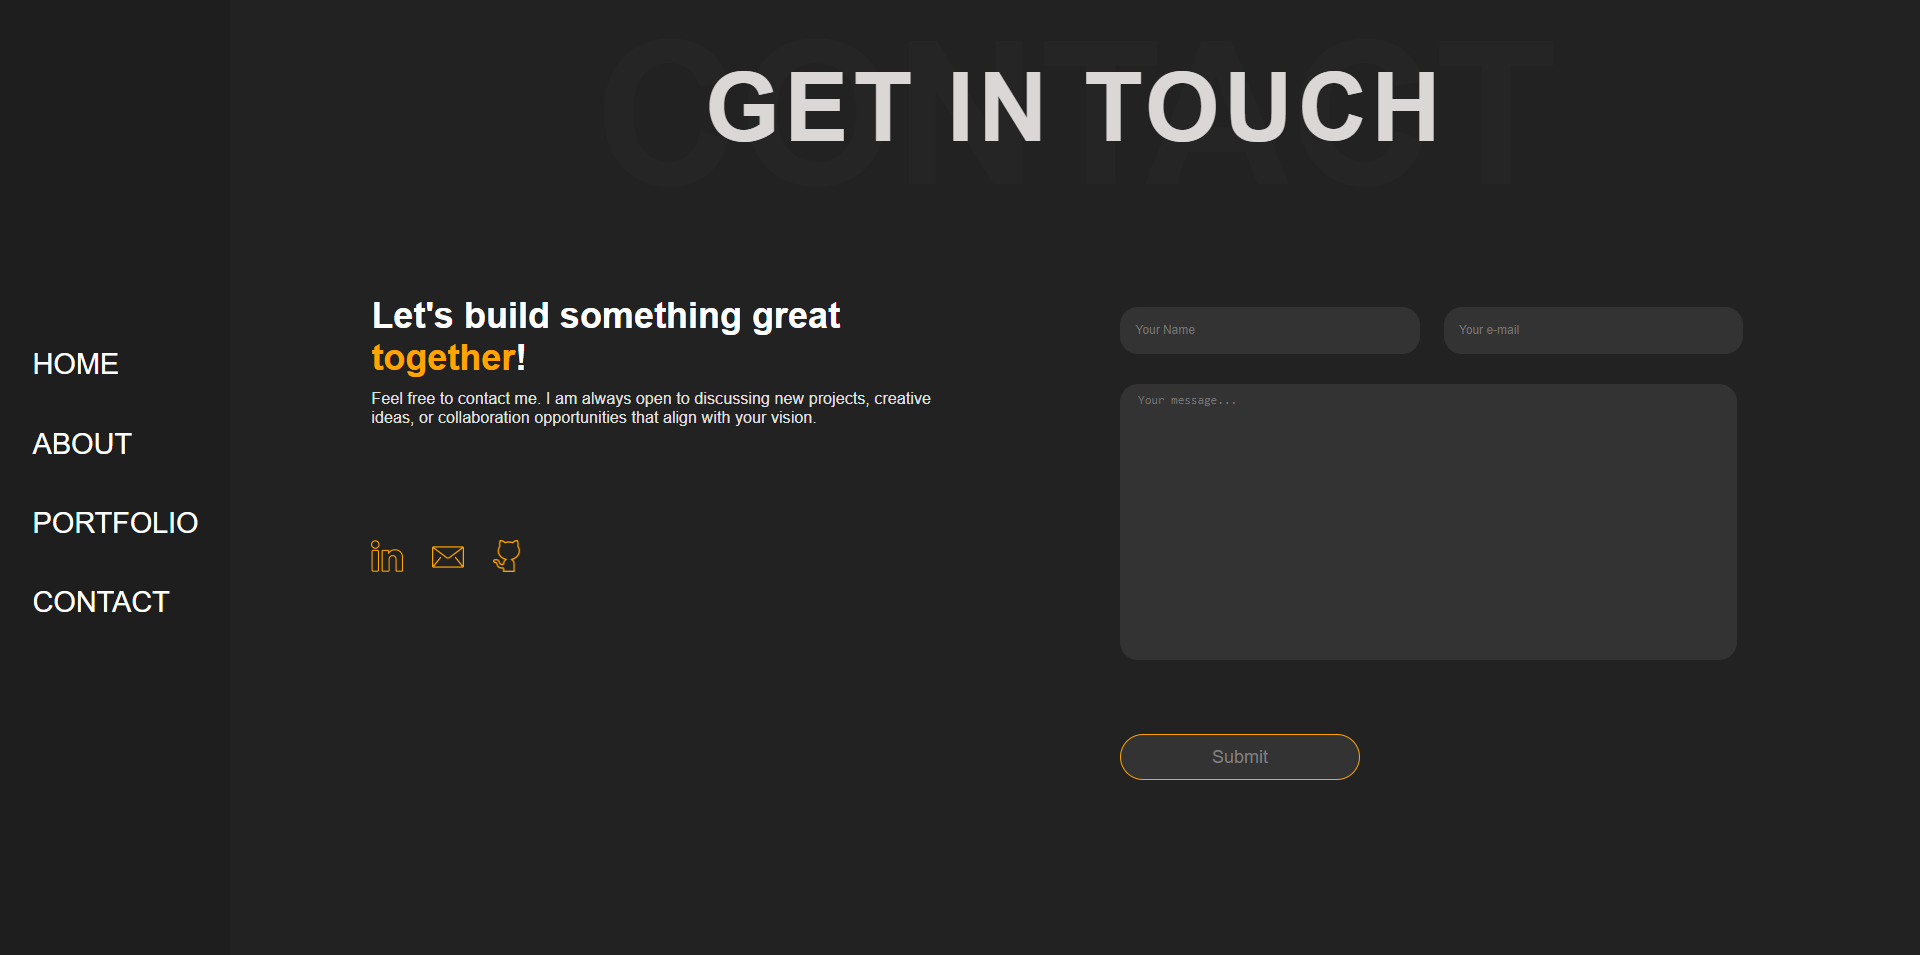 CONTACT
GET IN TOUCH
HOME
ABOUT
PORTFOLIO
CONTACT
Let's build something great
together!
Feel free to contact me. I am always open to discussing new projects, creative
ideas, or collaboration opportunities that align with your vision.
in
Your Name
Your e-mail
Your message...
Submit